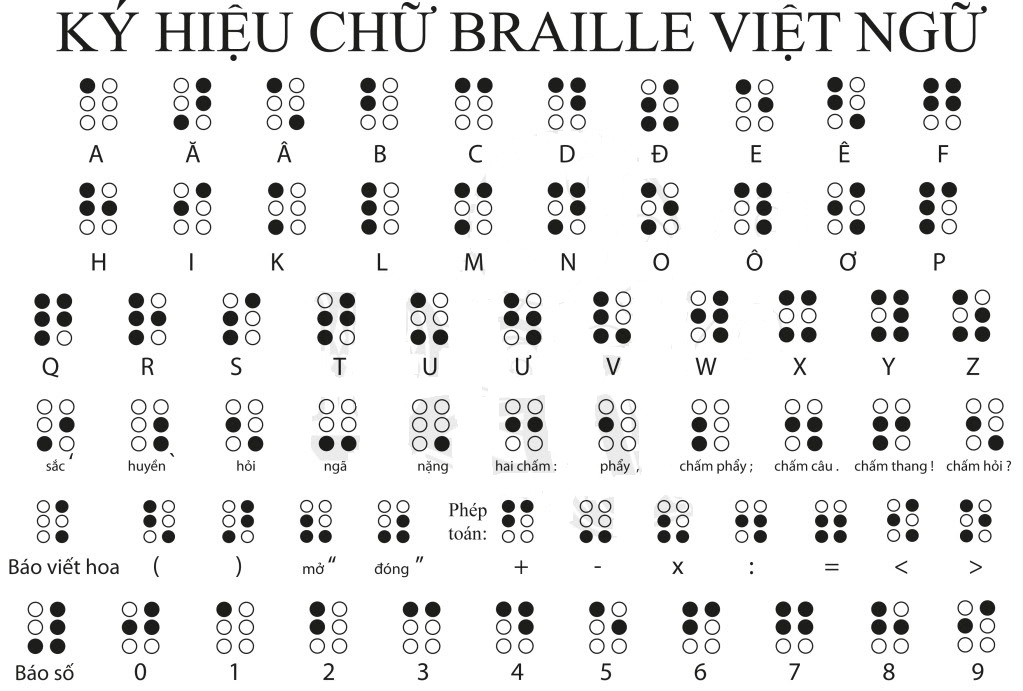 KÝ HIỆU CHỮ BRAILLE VIỆT NGỮ
A Ă Â B C D Đ E Ê F
H I K L M N O Ô Ơ P
Q R S T U Ư V W X Y Z
sắc ´ huyền ` hỏi ngã nặng hai chấm : phẩy , chấm phẩy ; chấm câu . chấm thang ! chấm hỏi ?
Phép
toán:
Báo viết hoa ( ) mở “ đóng ” + - x : = < >
Báo số 0 1 2 3 4 5 6 7 8 9